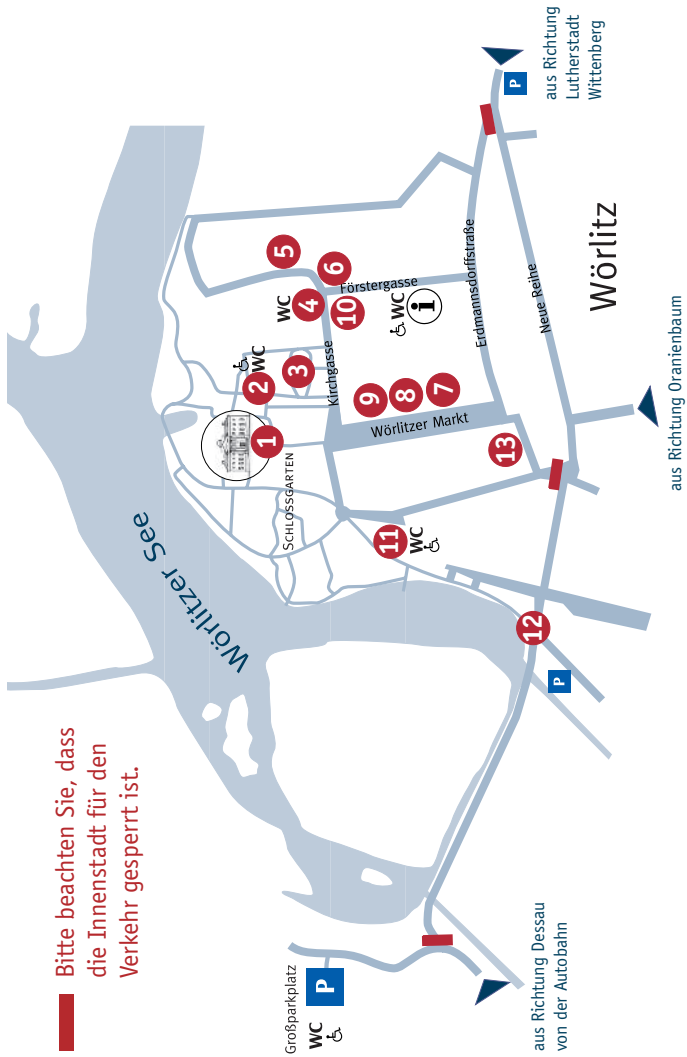 Bitte beachten Sie, dass
die Innenstadt für den
Verkehr gesperrt ist.
Wörlitzer See
Großparkplatz
WC
P
aus Richtung Dessau
von der Autobahn
P
12
11
WC
SCHLOSSGARTEN
1
2
WC
3
Kirchgasse
WC
4
5
6
10
Förstergasse
WC
i
9
8
7
Wörlitzer Markt
13
Erdmannsdorffstraße
Neue Reihe
Wörlitz
P
aus Richtung
Lutherstadt
Wittenberg
aus Richtung Oranienbaum